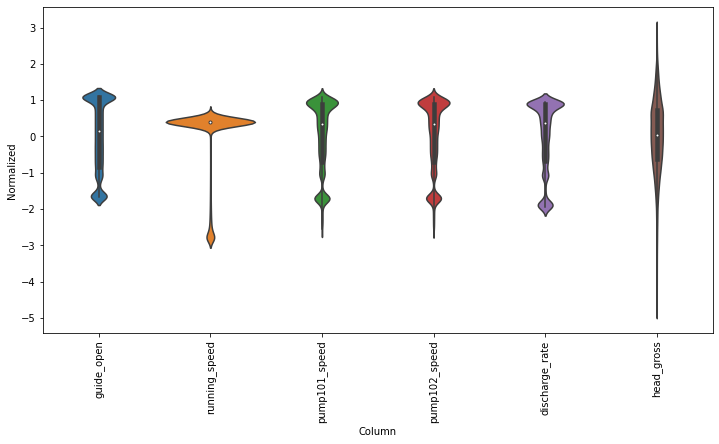 3
2
1
0
−1
−2
−3
−4
−5
Normalized
guide_open
running_speed
pump101_speed
pump102_speed
discharge_rate
head_gross
Column